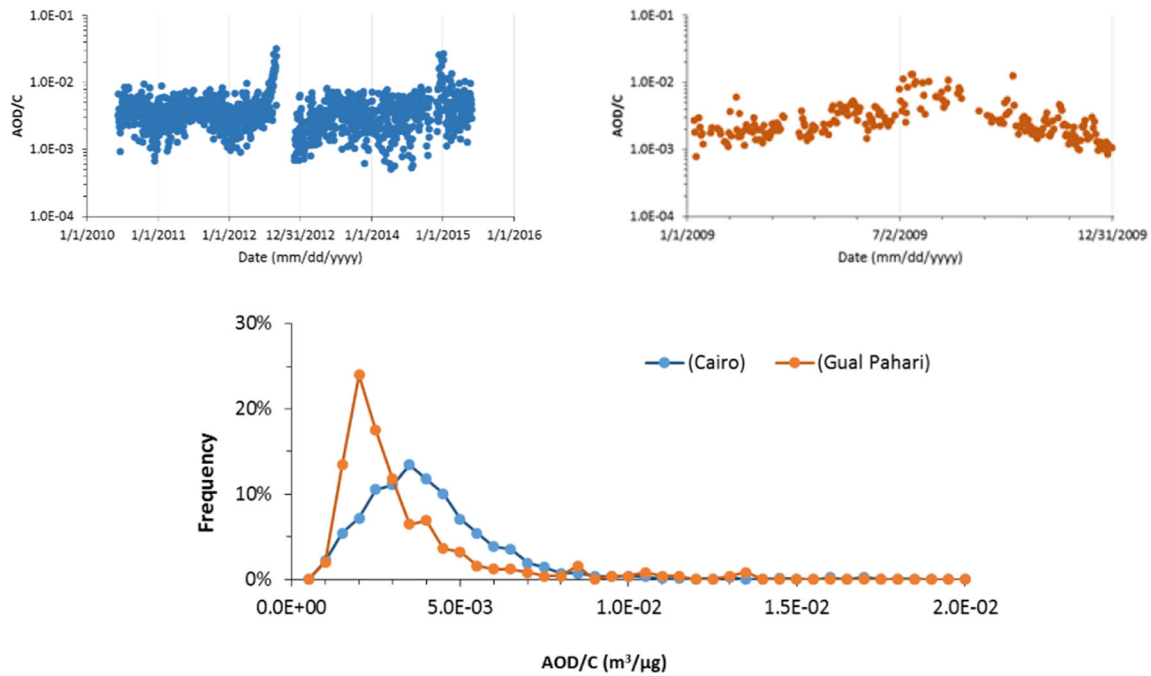 1.0E-01
1.0E-02
1.0E-03
1.0E-04
AOD/C
1/1/2010
1/1/2011
1/1/2012
12/31/2012
1/1/2014
1/1/2015
1/1/2016
Date (mm/dd/yyyy)
1.0E-01
1.0E-02
1.0E-03
1.0E-04
AOD/C
1/1/2009
7/2/2009
12/31/2009
Date (mm/dd/yyyy)
30%
20%
10%
0%
Frequency
(Cairo)
(Gual Pahari)
0.0E+00
5.0E-03
1.0E-02
1.5E-02
2.0E-02
AOD/C (m³/µg)